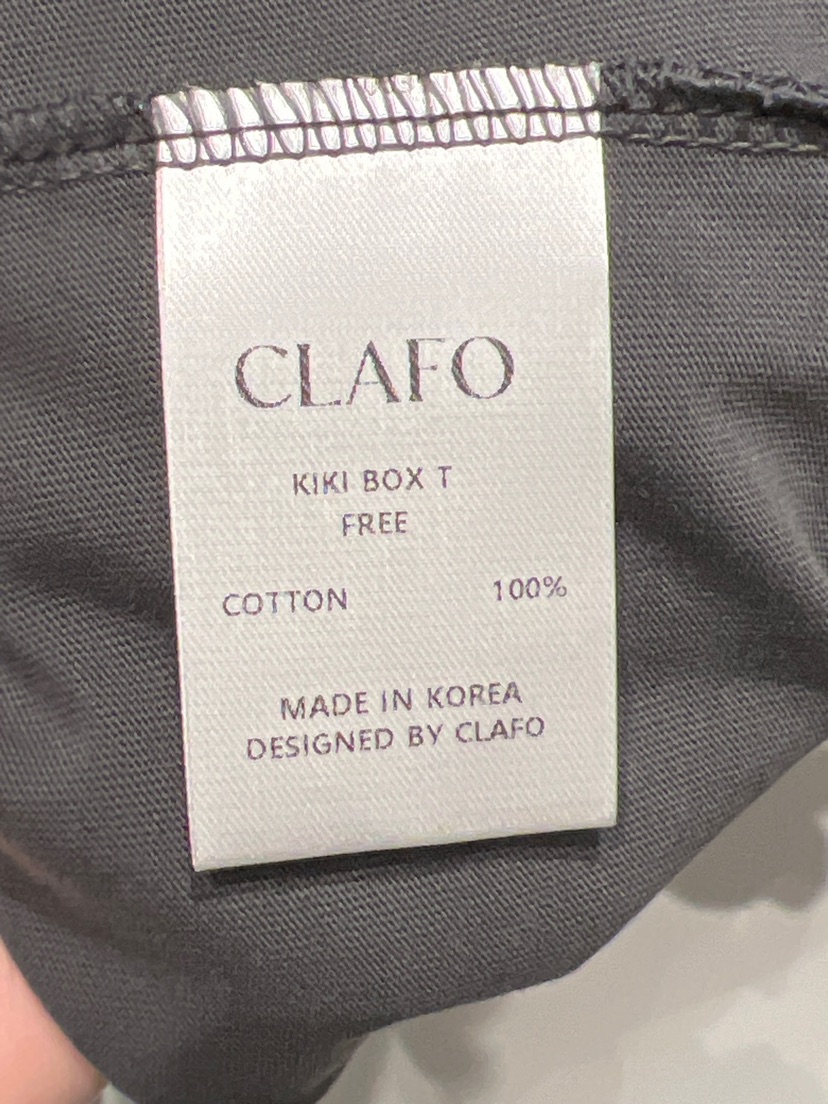 CLAFO
KIKI BOX T
FREE
COTTON 100%
MADE IN KOREA
DESIGNED BY CLAFO